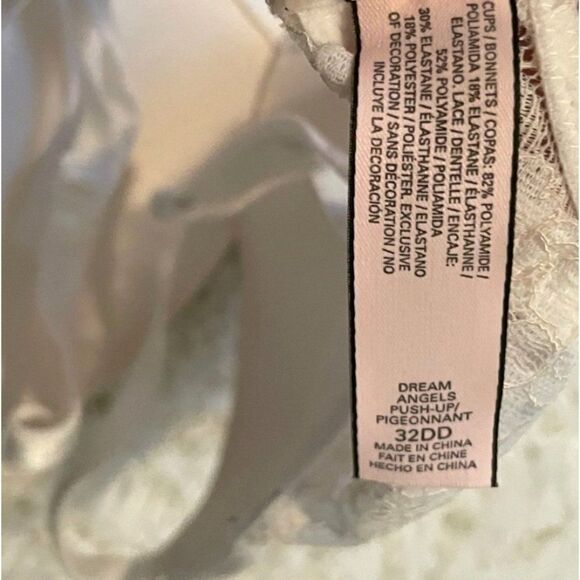 CUPS / BONNETS / COPAS: 82% POLYAMIDE /
POLIAMIDA 18% ELASTANE / ÉLASTHANNE /
ELASTANO. LACE / DENTELLE / ENCAJE:
52% POLYAMIDE / POLIAMIDA
30% ELASTANE / ÉLASTHANNE / ELASTANO
18% POLYESTER / POLIÉSTER. EXCLUSIVE
OF DECORATION / SANS DÉCORATION / NO
INCLUYE LA DECORACIÓN
DREAM
ANGELS
PUSH-UP/
PIGEONNANT
32DD
MADE IN CHINA
FAIT EN CHINE
HECHO EN CHINA